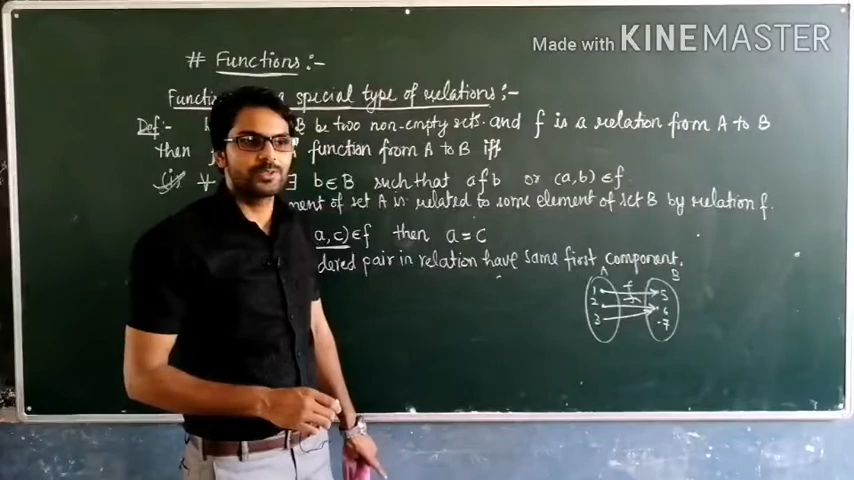 Made with KINEMASTER
# Functions :-
Functions a special type of relations :-
Def :- B be two non-empty sets. and f is a relation from A to B
then function from A to B iff
(i) ∀ ∃ b∈B such that afb or (a,b) ∈ f
ment of set A is related to some element of set B by relation f.
a,c) ∈ f then a = c
dered pair in relation have same first component.
A B
f
1 5
2 6
3 7